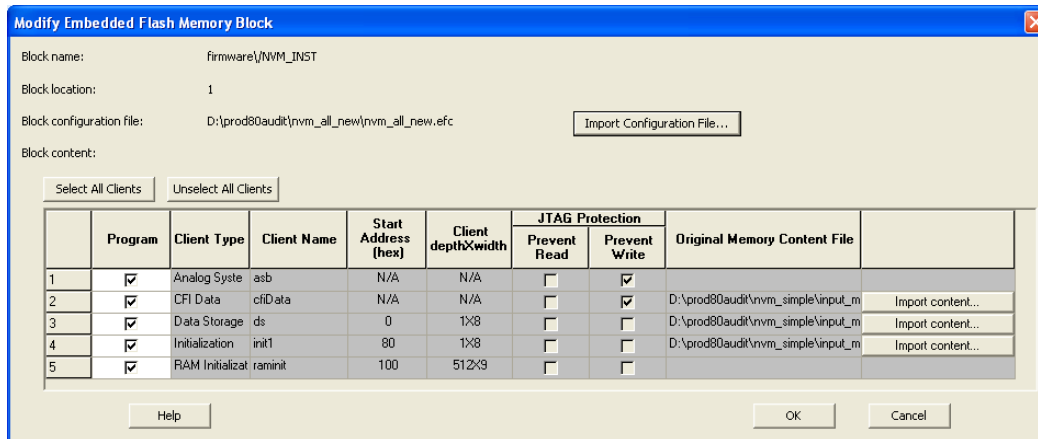 Modify Embedded Flash Memory Block
Block name: firmware\/NVM_INST
Block location: 1
Block configuration file: D:\prod80audit\nvm_all_new\nvm_all_new.efc Import Configuration File...
Block content:
Select All Clients Unselect All Clients
Program Client Type Client Name Start Address (hex) Client depthXwidth JTAG Protection Prevent Read Prevent Write Original Memory Content File
1 Analog Syste asb N/A N/A
2 CFI Data cfiData N/A N/A D:\prod80audit\nvm_simple\input_m Import content...
3 Data Storage ds 0 1X8 D:\prod80audit\nvm_simple\input_m Import content...
4 Initialization init1 80 1X8 D:\prod80audit\nvm_simple\input_m Import content...
5 RAM Initializat raminit 100 512X9
Help OK Cancel